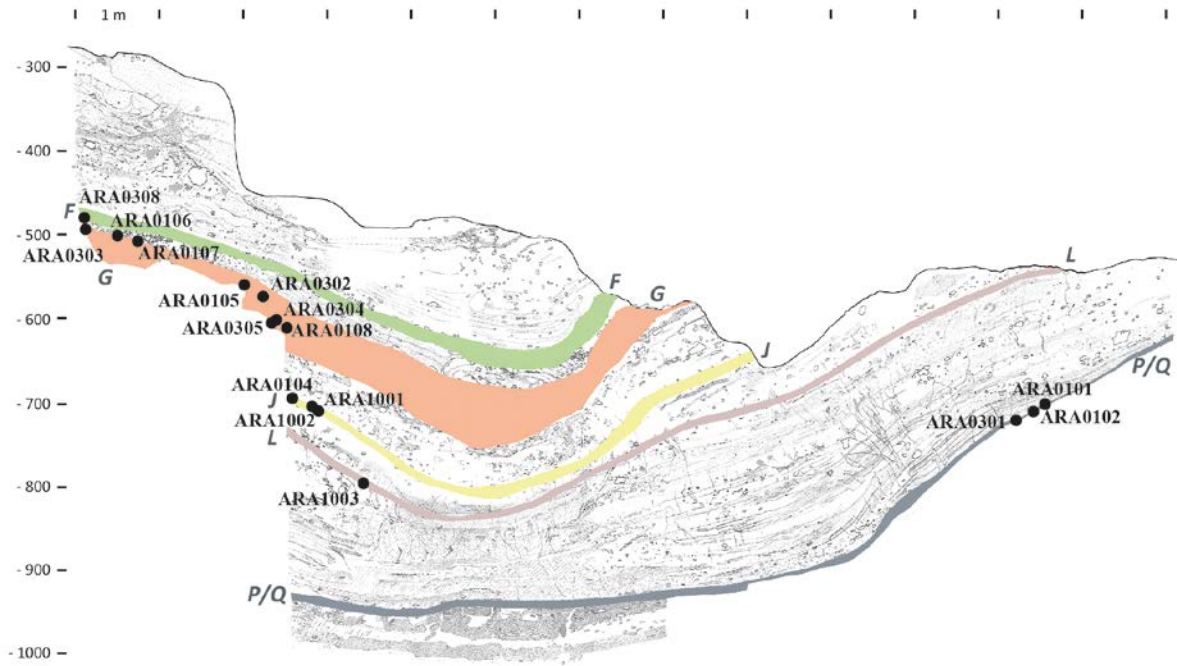 1 m
- 300
- 400
ARA0308
F
ARA0106
- 500
ARA0303
ARA0107
G
ARA0302
ARA0105
F
G
L
ARA0304
- 600
ARA0305
ARA0108
P/Q
J
ARA0104
ARA1001
ARA0101
J
- 700
ARA1002
ARA0301
ARA0102
L
- 800
ARA1003
- 900
P/Q
- 1000